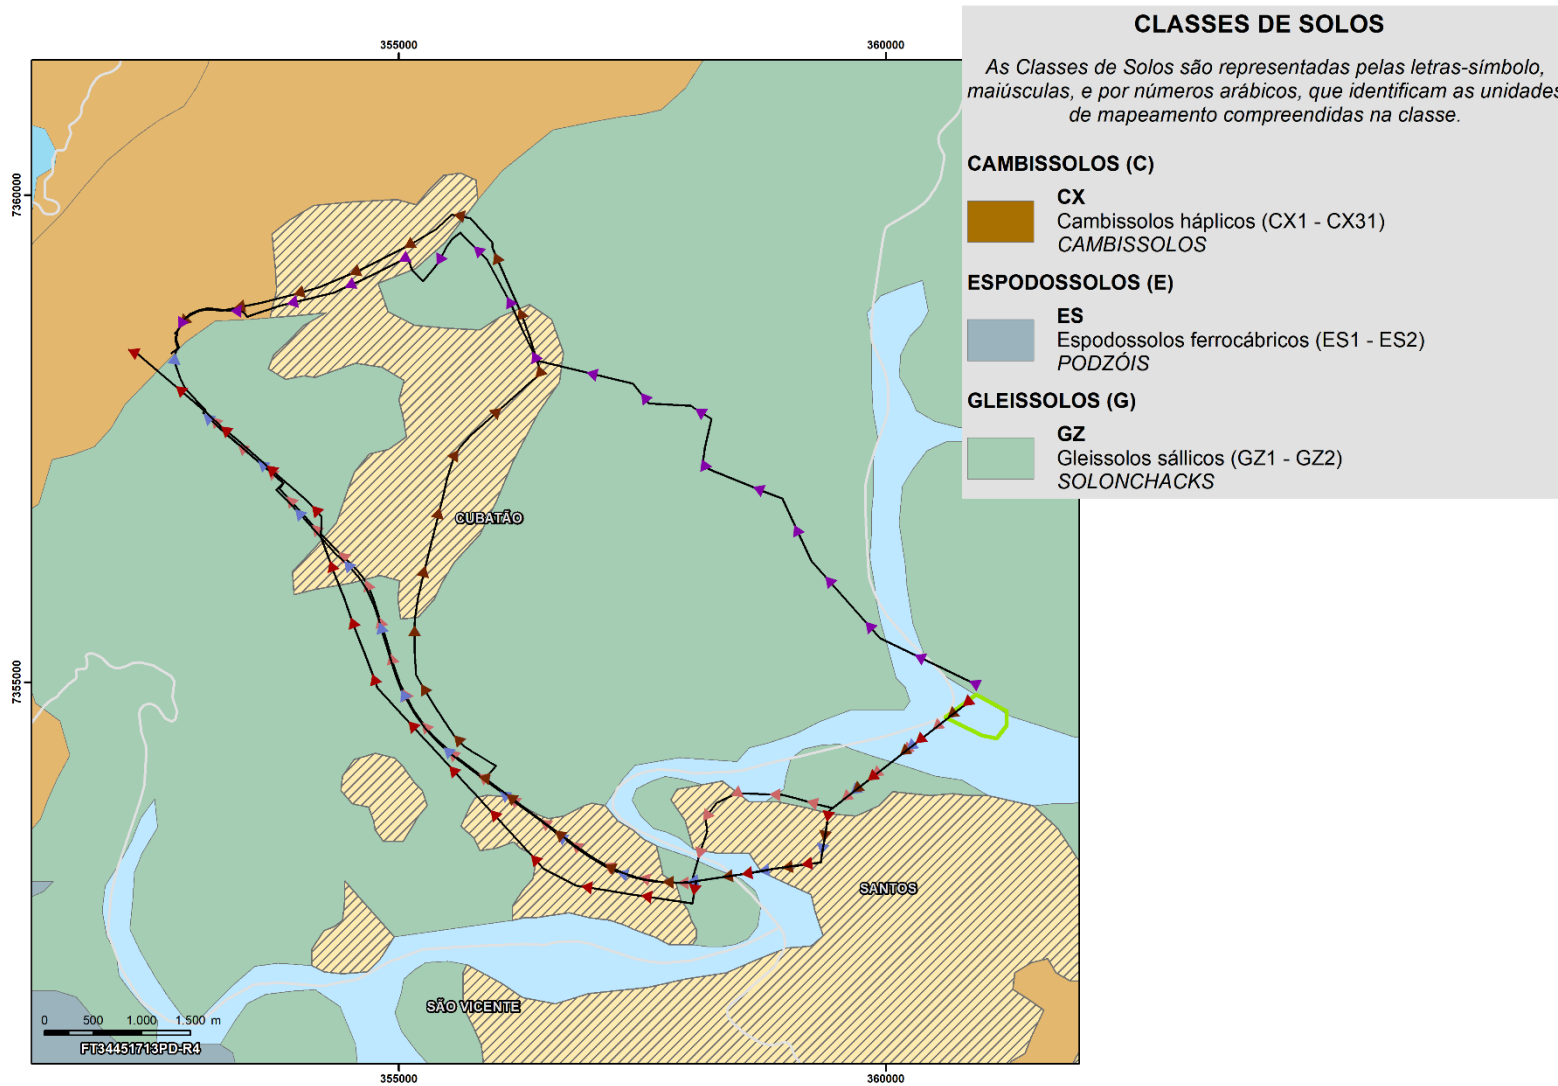 355000
360000
CLASSES DE SOLOS
As Classes de Solos são representadas pelas letras-símbolo,
maiúsculas, e por números arábicos, que identificam as unidades
de mapeamento compreendidas na classe.
CAMBISSOLOS (C)
CX
Cambissolos háplicos (CX1 - CX31)
CAMBISSOLOS
ESPODOSSOLOS (E)
ES
Espodossolos ferrocábricos (ES1 - ES2)
PODZÓIS
GLEISSOLOS (G)
GZ
Gleissolos sállicos (GZ1 - GZ2)
SOLONCHACKS
7360000
7355000
CUBATÃO
SANTOS
SÃO VICENTE
0 500 1.000 1.500 m
FT34451713PD-R4
355000
360000